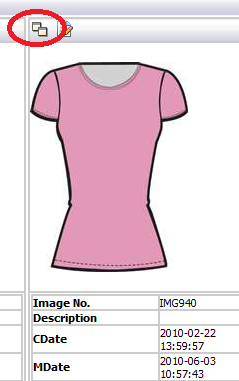 Image No. IMG940
Description
CDate 2010-02-22
13:59:57
MDate 2010-06-03
10:57:43